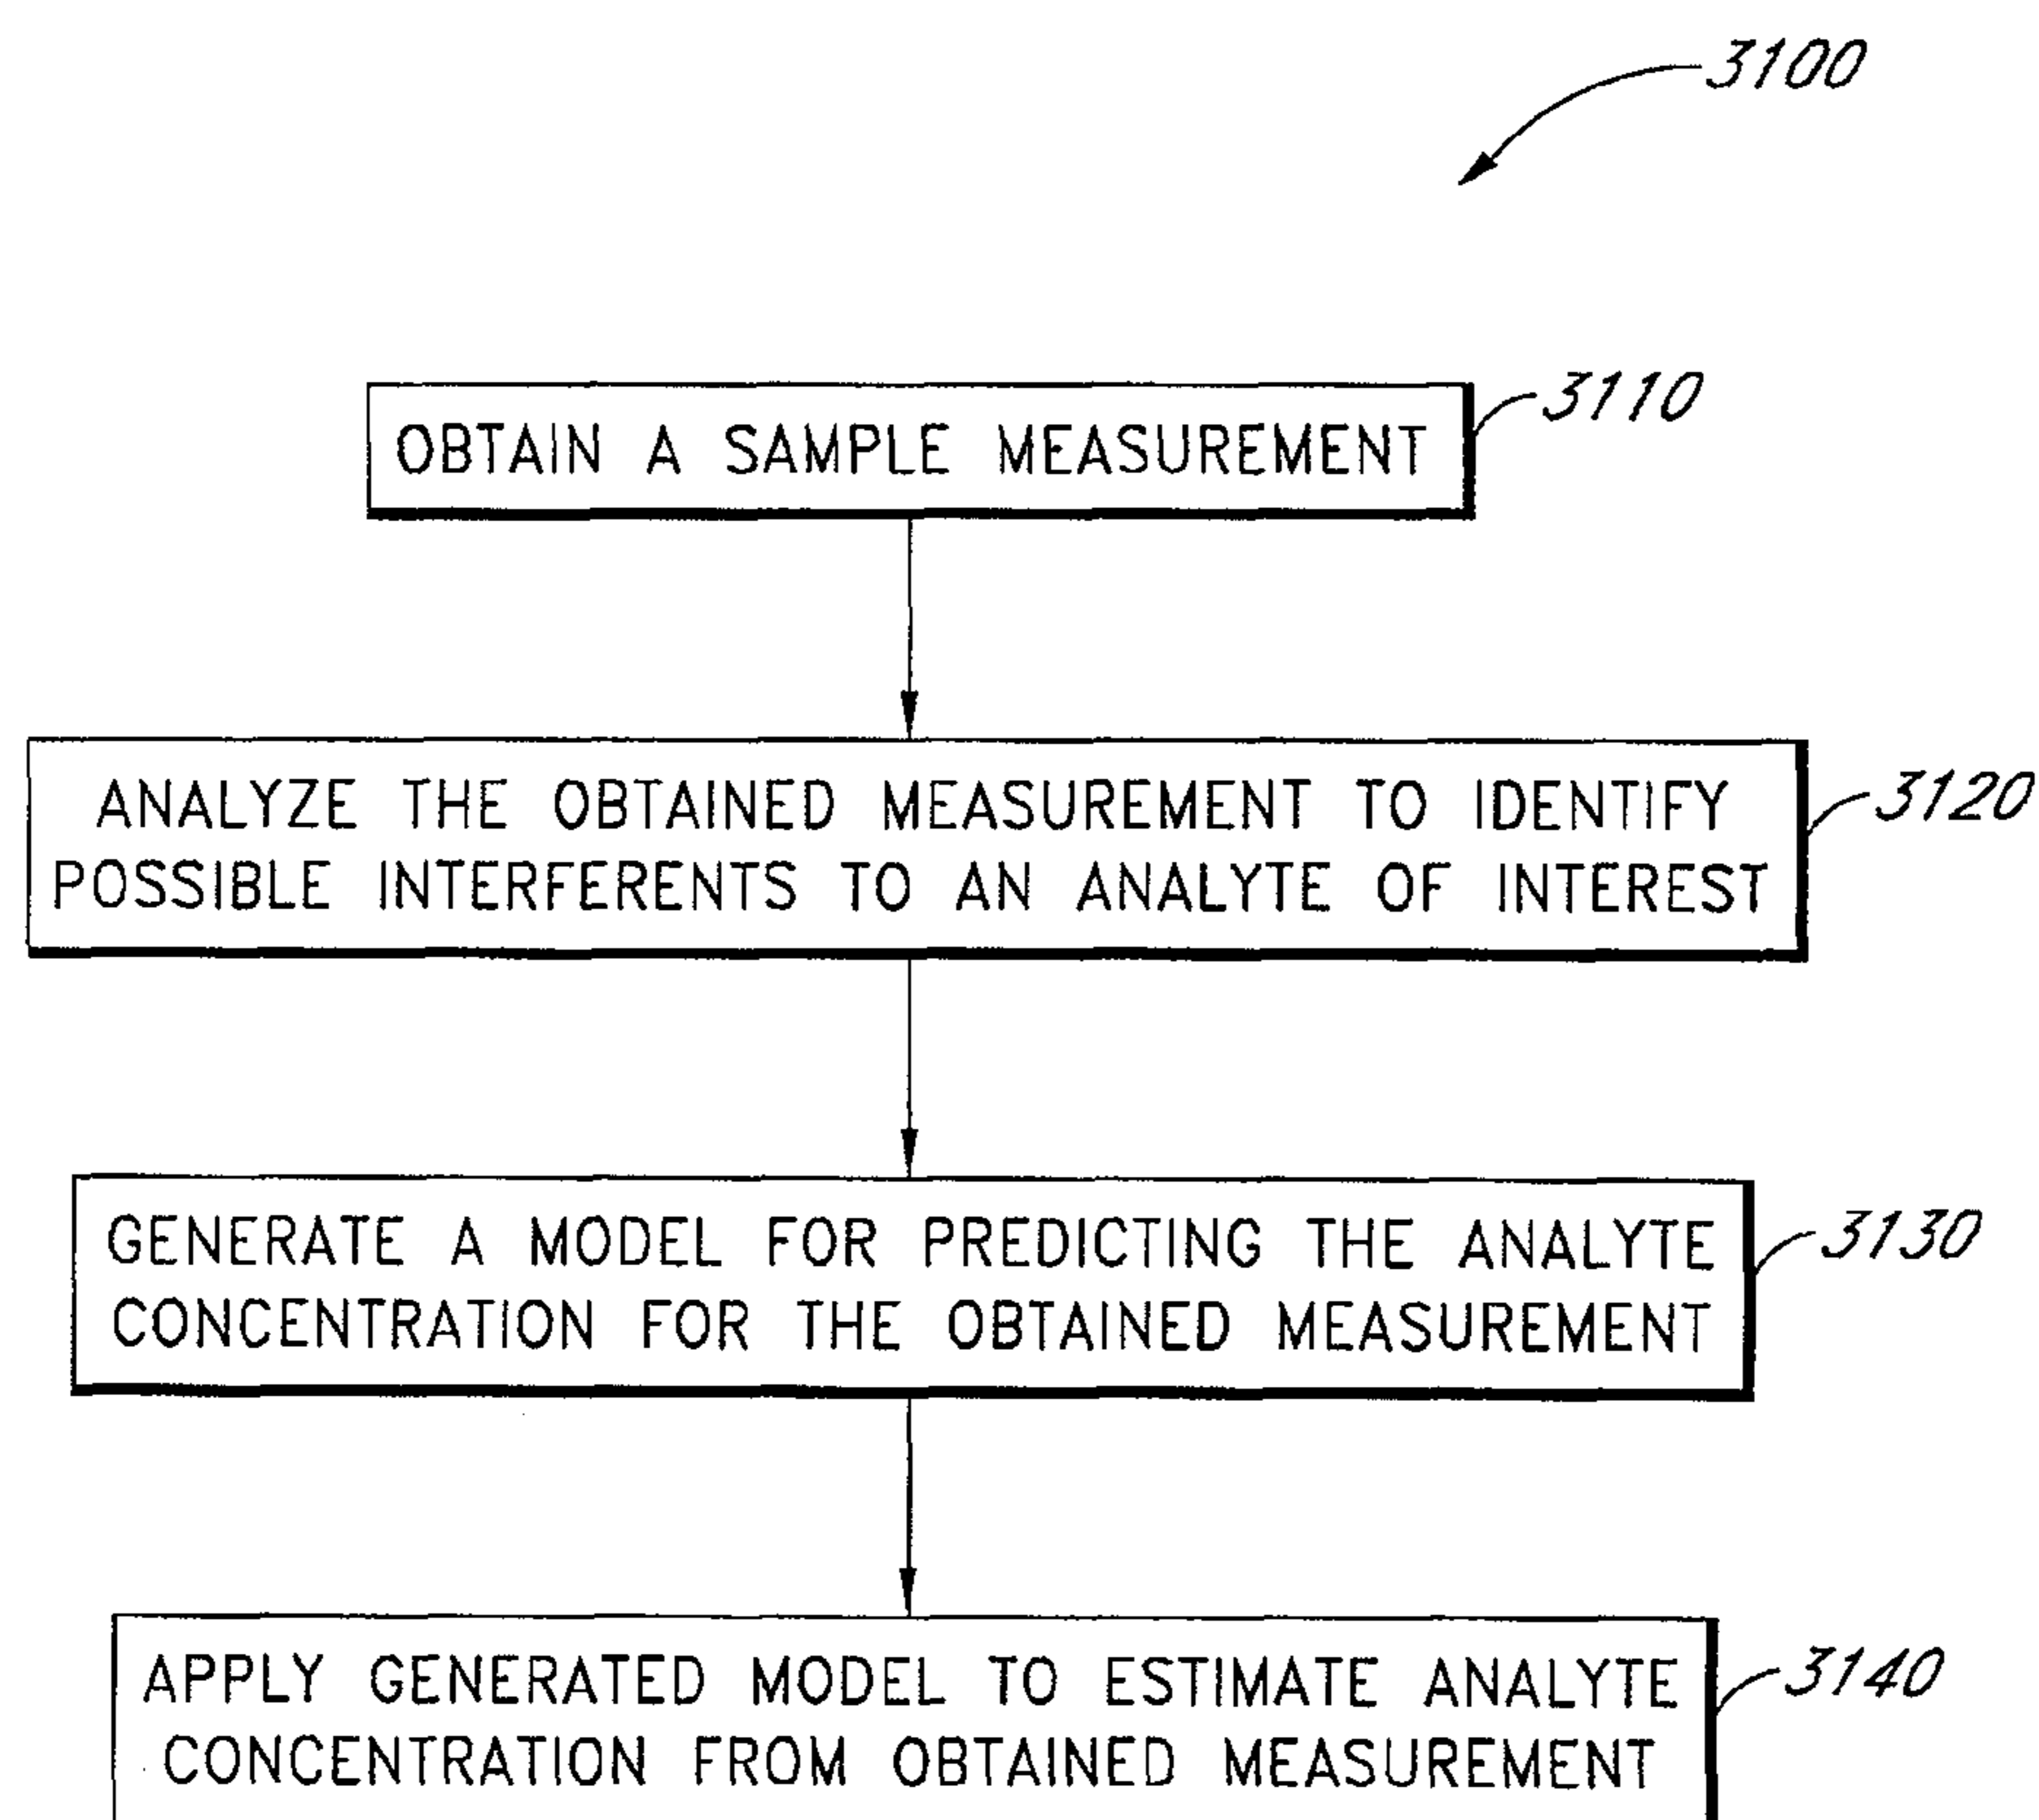 3100
OBTAIN A SAMPLE MEASUREMENT
3110
ANALYZE THE OBTAINED MEASUREMENT TO IDENTIFY
POSSIBLE INTERFERENTS TO AN ANALYTE OF INTEREST
3120
GENERATE A MODEL FOR PREDICTING THE ANALYTE
CONCENTRATION FOR THE OBTAINED MEASUREMENT
3130
APPLY GENERATED MODEL TO ESTIMATE ANALYTE
CONCENTRATION FROM OBTAINED MEASUREMENT
3140